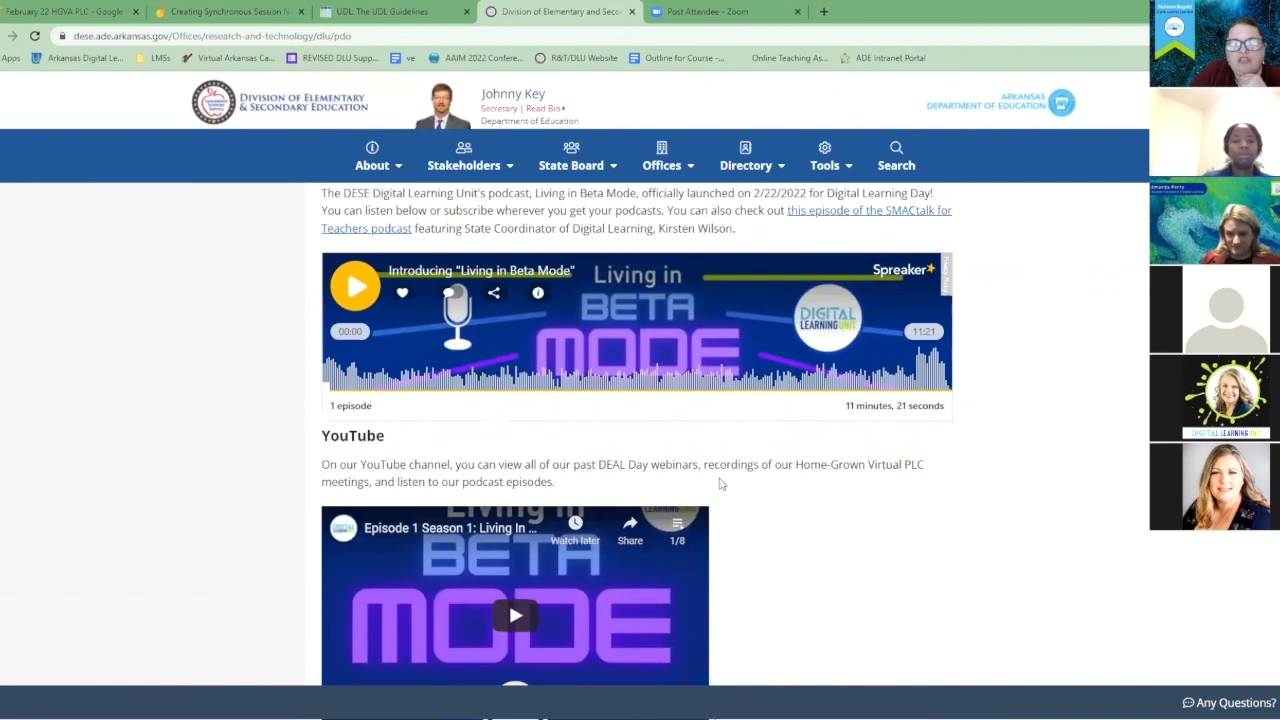 February 22 HGVA PLC - Google
Creating Synchronous Session N
UDL: The UDL Guidelines
Division of Elementary and Seco
Post Attendee - Zoom
dese.ade.arkansas.gov/Offices/research-and-technology/dlu/pdo
Apps
Arkansas Digital Le...
LMSs
Virtual Arkansas Ca...
REVISED DLU Supp...
ve
AAIM 2022 Confere...
R&T/DLU Website
Outline for Course -...
Online Teaching As...
ADE Intranet Portal
DIVISION OF ELEMENTARY
& SECONDARY EDUCATION
Johnny Key
Secretary | Read Bio
Department of Education
ARKANSAS
DEPARTMENT OF EDUCATION
About
Stakeholders
State Board
Offices
Directory
Tools
Search
The DESE Digital Learning Unit podcast, Living in Beta Mode, officially launched on 2/22/2022 for Digital Learning Day!
You can listen below or subscribe wherever you get your podcasts. You can also check out this episode of the SMACtalk for
Teachers podcast featuring State Coordinator of Digital Learning, Kirsten Wilson.
Introducing "Living in Beta Mode"
Living in
BETA
MODE
Spreaker
DIGITAL
LEARNING UNIT
00:00
11:21
1 episode
11 minutes, 21 seconds
YouTube
On our YouTube channel, you can view all of our past DEAL Day webinars, recordings of our Home-Grown Virtual PLC
meetings, and listen to our podcast episodes.
Episode 1 Season 1: Living In ...
Living in
LEARNING UNIT
Watch later
Share
1/8
BETA
MODE
Any Questions?
Amanda Perry
DIGITAL LEARNING UNIT